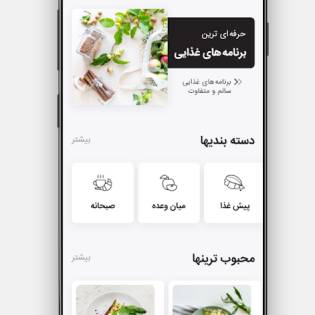 حرفه‌ای ترین
برنامه‌های غذایی
برنامه‌های غذایی
سالم و متفاوت
دسته بندیها
بیشتر
پیش غذا
میان وعده
صبحانه
محبوب ترینها
بیشتر